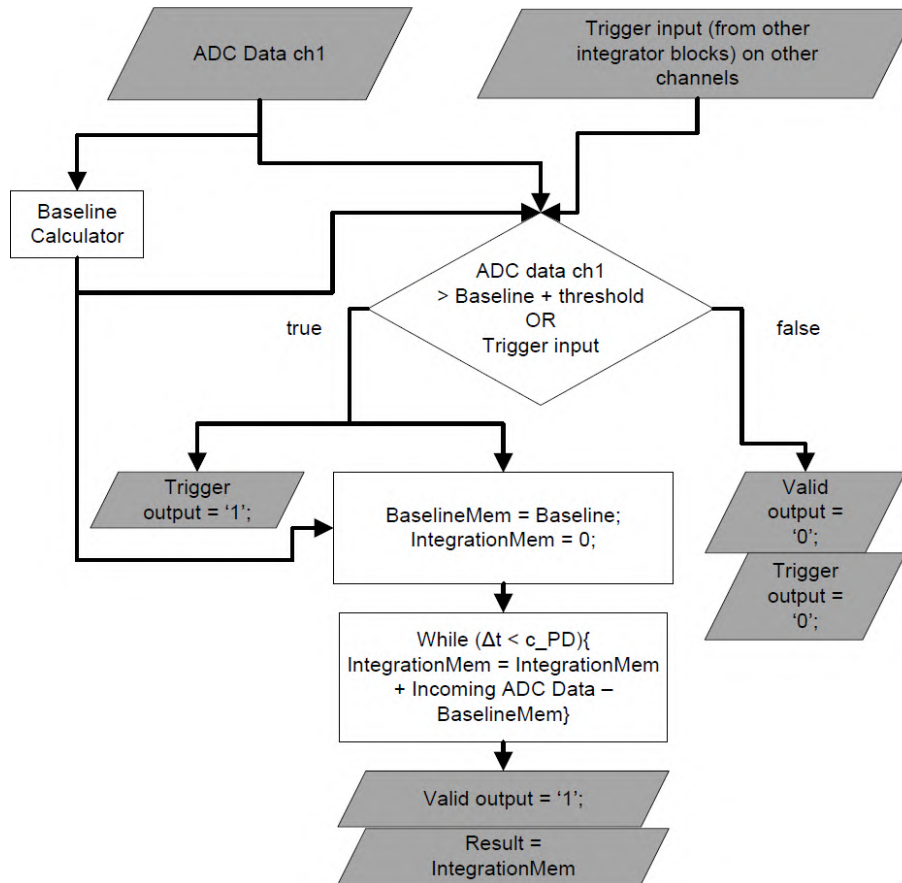 ADC Data ch1
Trigger input (from other
integrator blocks) on other
channels
Baseline
Calculator
ADC data ch1
> Baseline + threshold
OR
Trigger input
true
false
Trigger
output = ‘1’;
BaselineMem = Baseline;
IntegrationMem = 0;
Valid
output =
‘0’;
Trigger
output =
‘0’;
While (Δt < c_PD){
IntegrationMem = IntegrationMem
+ Incoming ADC Data –
BaselineMem}
Valid output = ‘1’;
Result =
IntegrationMem